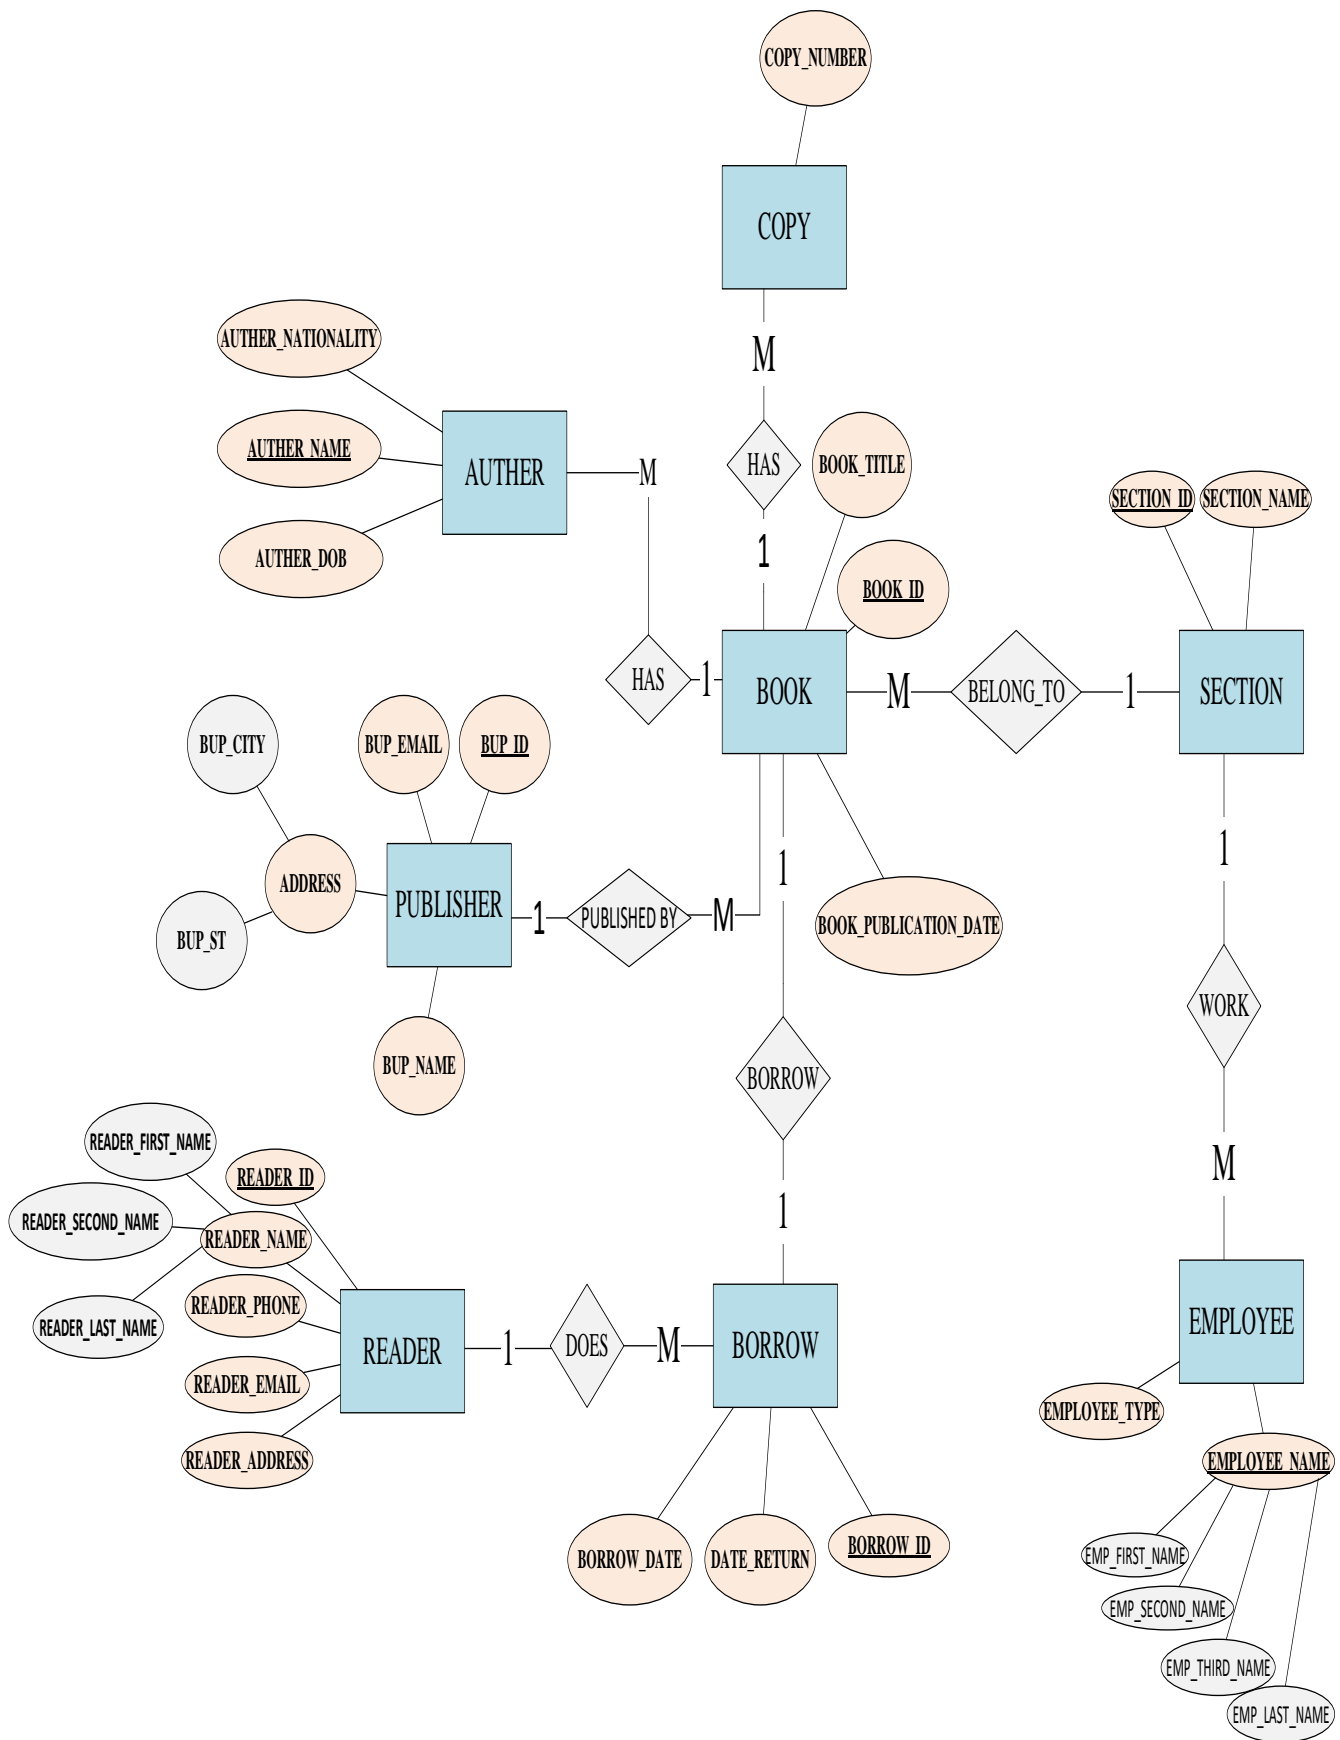 COPY_NUMBER
COPY
M
AUTHER_NATIONALITY
AUTHER_NAME
AUTHER
M
AUTHER_DOB
HAS
BOOK_TITLE
1
SECTION_ID
SECTION_NAME
BOOK_ID
HAS
1
BOOK
M
BELONG_TO
1
SECTION
BUP_CITY
BUP_EMAIL
BUP_ID
ADDRESS
PUBLISHER
1
PUBLISHED BY
M
1
BOOK_PUBLICATION_DATE
1
BUP_ST
WORK
BUP_NAME
BORROW
READER_FIRST_NAME
READER_ID
READER_SECOND_NAME
READER_NAME
1
M
READER_PHONE
READER_LAST_NAME
READER
1
DOES
M
BORROW
EMPLOYEE
READER_EMAIL
READER_ADDRESS
EMPLOYEE_TYPE
EMPLOYEE_NAME
BORROW_DATE
DATE_RETURN
BORROW_ID
EMP_FIRST_NAME
EMP_SECOND_NAME
EMP_THIRD_NAME
EMP_LAST_NAME